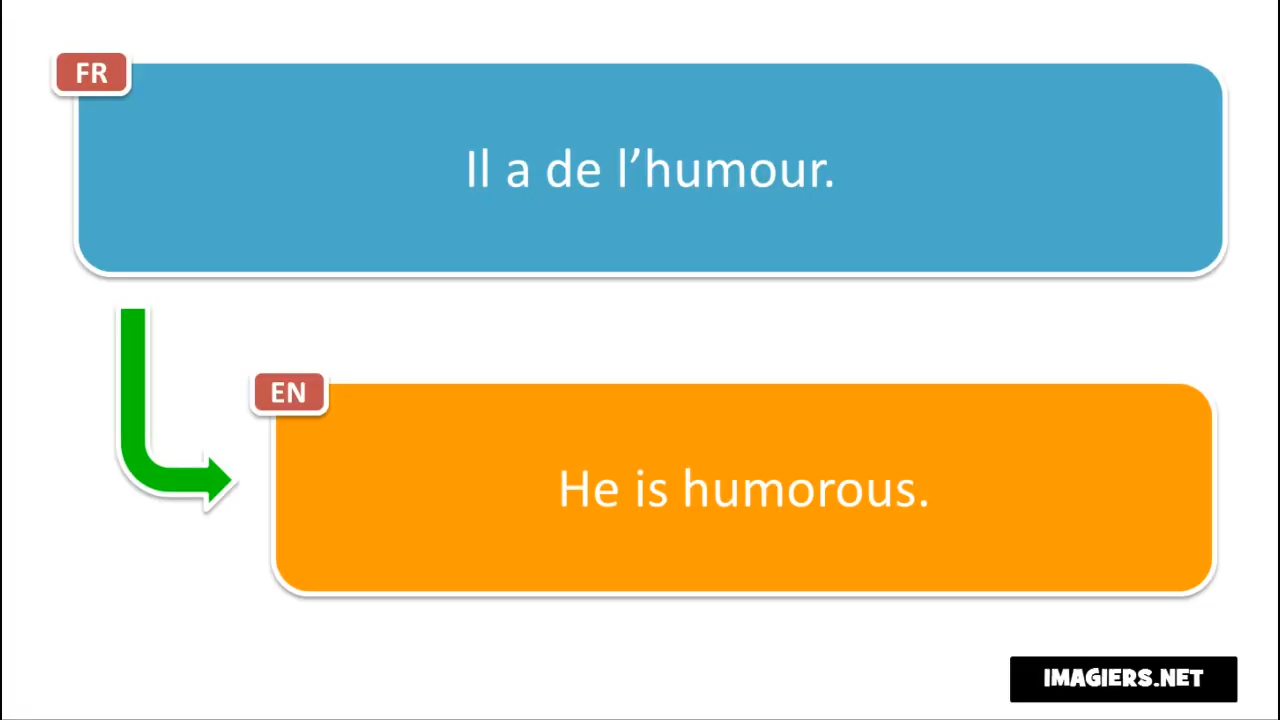 FR
Il a de l’humour.
EN
He is humorous.
IMAGIERS.NET